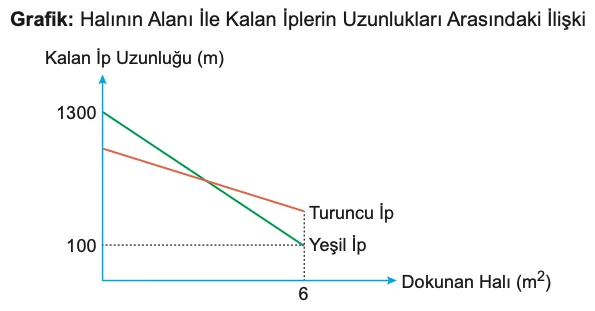 Grafik: Halının Alanı İle Kalan İplerin Uzunlukları Arasındaki İlişki
Kalan İp Uzunluğu (m)
1300
Turuncu İp
100
Yeşil İp
Dokunan Halı (m²)
6